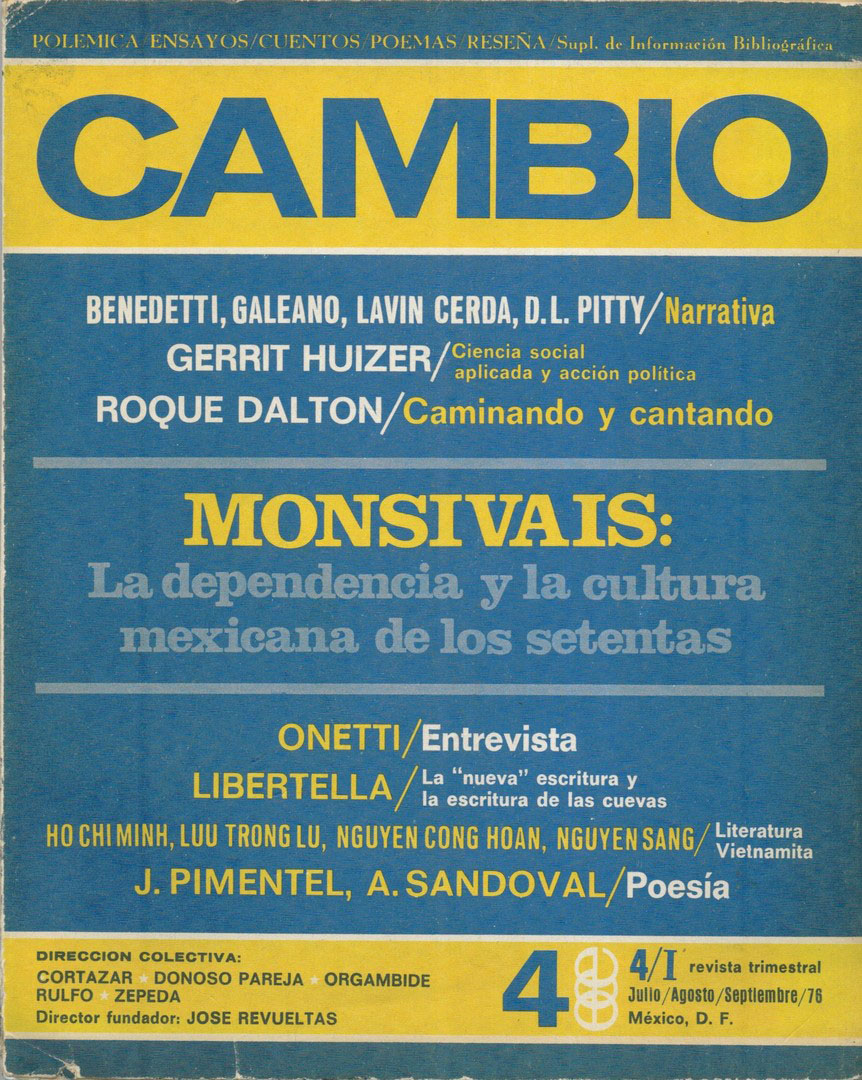 POLEMICA/ENSAYOS/CUENTOS/POEMAS/RESEÑA/Supl. de Información Bibliográfica
CAMBIO
BENEDETTI, GALEANO, LAVIN CERDA, D.L. PITTY/Narrativa
GERRIT HUIZER/Ciencia social
aplicada y acción política
ROQUE DALTON/Caminando y cantando
MONSIVAIS:
La dependencia y la cultura
mexicana de los setentas
ONETTI/Entrevista
LIBERTELLA/La "nueva" escritura y
la escritura de las cuevas
HO CHI MINH, LUU TRONG LU, NGUYEN CONG HOAN, NGUYEN SANG/Literatura
Vietnamita
J. PIMENTEL, A. SANDOVAL/Poesía
DIRECCION COLECTIVA:
CORTAZAR ★ DONOSO PAREJA ★ ORGAMBIDE
RULFO ★ ZEPEDA
Director fundador: JOSE REVUELTAS
4
4/I revista trimestral
Julio/Agosto/Septiembre/76
México, D. F.